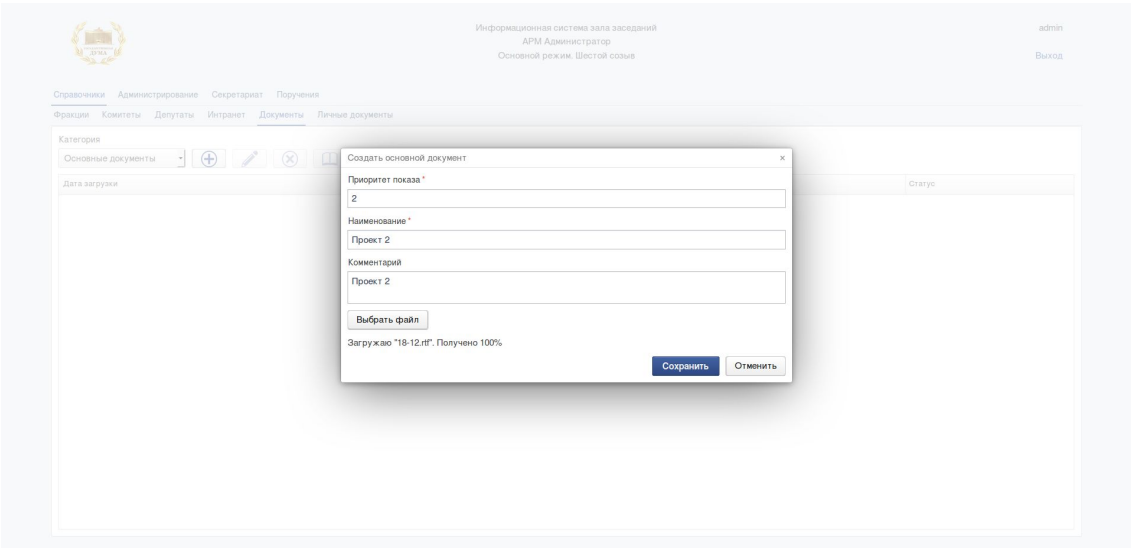 Информационная система зала заседаний
admin
АРМ Администратор
Основной режим. Шестой созыв
Выход
ДУМА
Справочники Администрирование Секретариат Поручения
Фракции Комитеты Депутаты Интранет Документы Личные документы
Категория
Основные документы
Дата загрузки
Статус
Создать основной документ ×
Приоритет показа *
2
Наименование *
Проект 2
Комментарий
Проект 2
Выбрать файл
Загружаю "18-12.rtf". Получено 100%
Сохранить Отменить